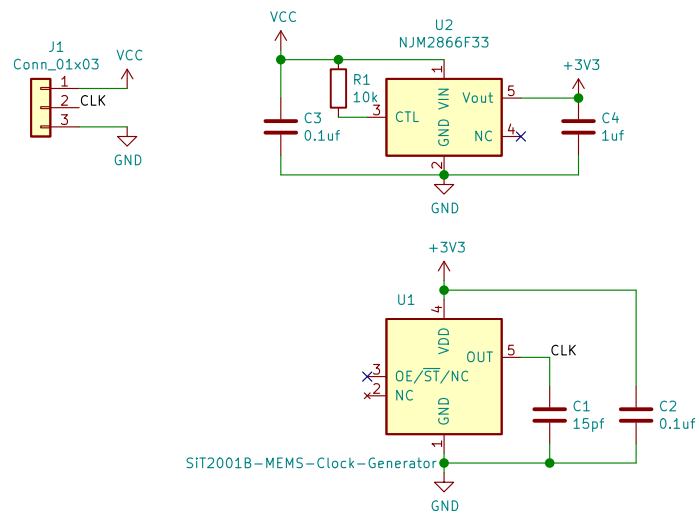 J1
Conn_01x03
1
VCC
2
CLK
3
GND
VCC
U2
NJM2866F33
1
R1
10k
3
CTL
VIN
GND
Vout
5
NC
4
2
C3
0.1uf
+3V3
C4
1uf
GND
+3V3
U1
4
VDD
OUT
5
CLK
3
OE/ST/NC
2
NC
GND
1
C1
15pf
C2
0.1uf
SiT2001B-MEMS-Clock-Generator
GND